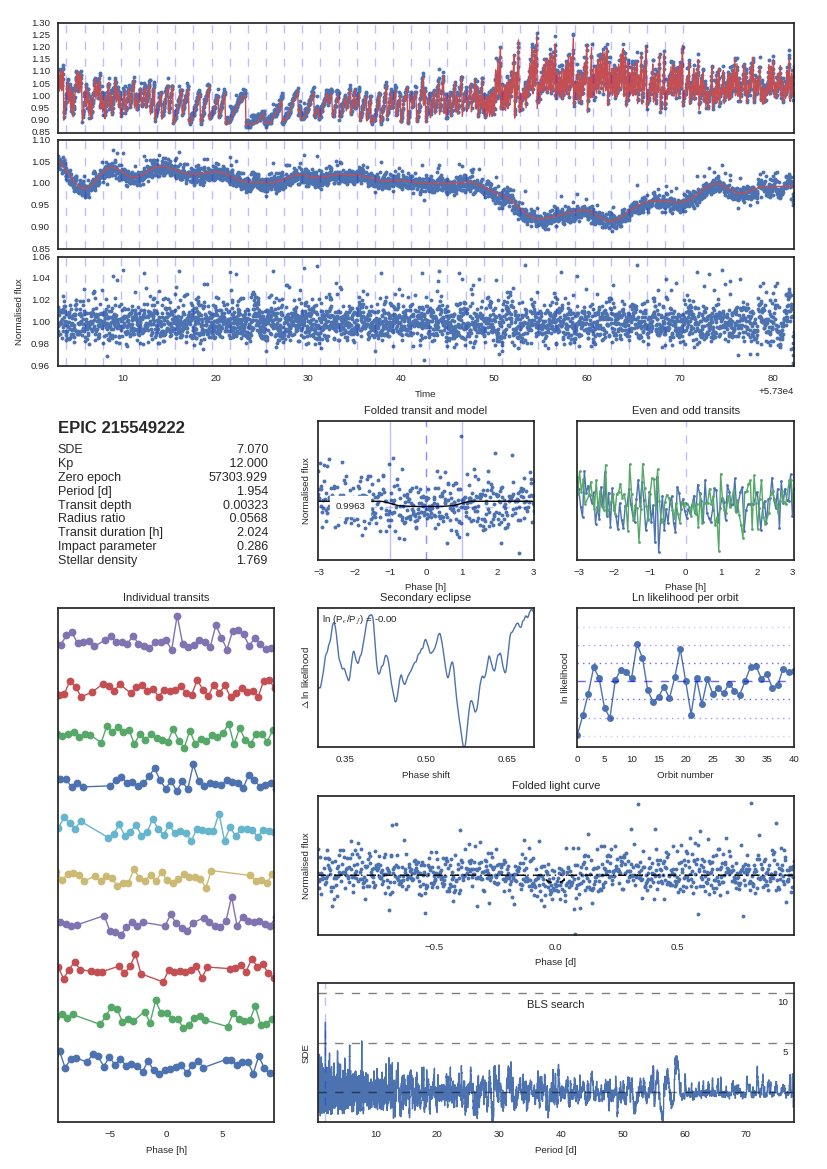 1.30
1.25
1.20
1.15
1.10
1.05
1.00
0.95
0.90
0.85
1.10
1.05
1.00
0.95
0.90
0.85
1.06
1.04
1.02
1.00
0.98
0.96
Normalised flux
10 20 30 40 50 60 70 80
Time
+5.73e4
EPIC 215549222
SDE 7.070
Kp 12.000
Zero epoch 57303.929
Period [d] 1.954
Transit depth 0.00323
Radius ratio 0.0568
Transit duration [h] 2.024
Impact parameter 0.286
Stellar density 1.769
Folded transit and model
Normalised flux
0.9963
−3 −2 −1 0 1 2 3
Phase [h]
Even and odd transits
−3 −2 −1 0 1 2 3
Phase [h]
Individual transits
−5 0 5
Phase [h]
Secondary eclipse
ln (Pₑ/P𝒇) = -0.00
Δ ln likelihood
0.35 0.50 0.65
Phase shift
Ln likelihood per orbit
ln likelihood
0 5 10 15 20 25 30 35 40
Orbit number
Folded light curve
Normalised flux
−0.5 0.0 0.5
Phase [d]
BLS search
10
5
SDE
10 20 30 40 50 60 70
Period [d]